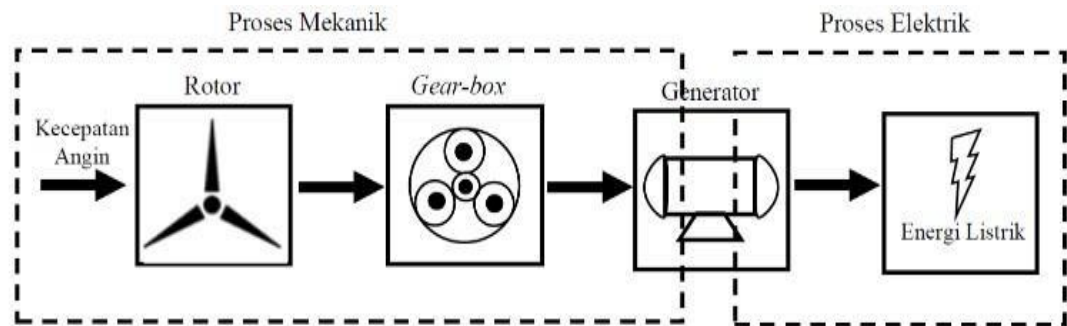 Proses Mekanik
Proses Elektrik
Rotor
Gear-box
Generator
Kecepatan
Angin
Energi Listrik